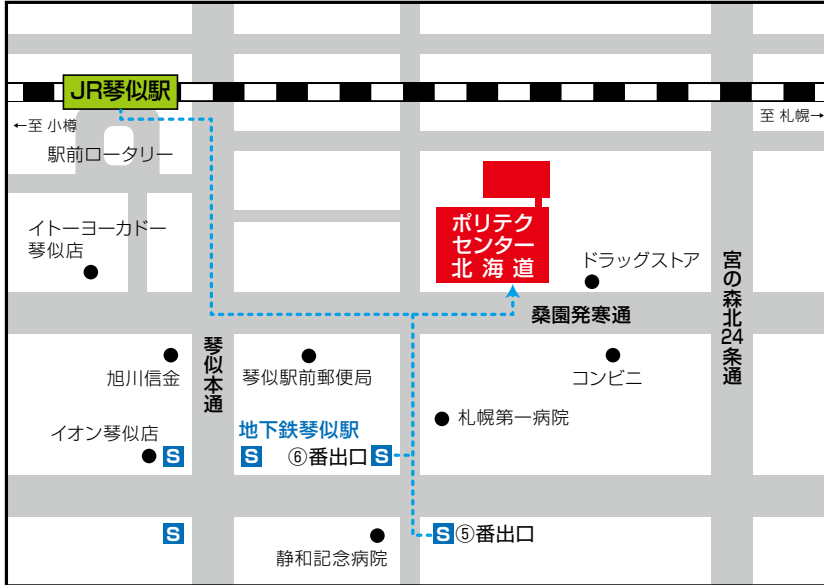 JR琴似駅
←至 小樽
至 札幌→
駅前ロータリー
イトーヨーカドー
琴似店
ポリテク
センター
北海道
ドラッグストア
宮の森北24条通
桑園発寒通
琴似本通
旭川信金
琴似駅前郵便局
コンビニ
札幌第一病院
イオン琴似店
S
地下鉄琴似駅
S
⑥番出口 S
S
S ⑤番出口
静和記念病院